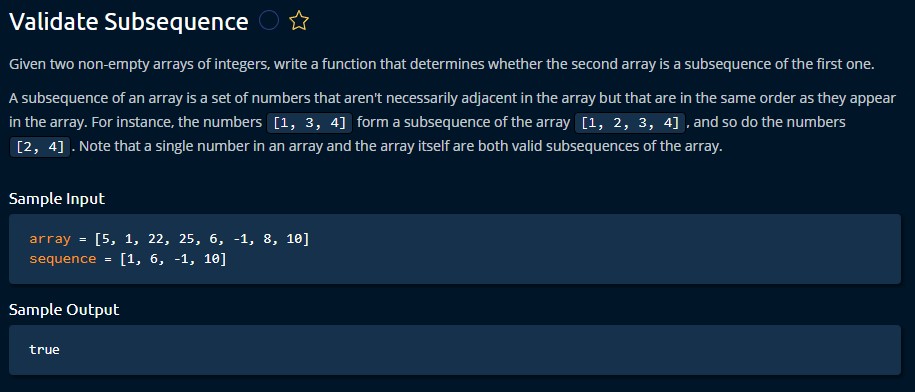 Validate Subsequence
Given two non-empty arrays of integers, write a function that determines whether the second array is a subsequence of the first one.
A subsequence of an array is a set of numbers that aren't necessarily adjacent in the array but that are in the same order as they appear
in the array. For instance, the numbers [1, 3, 4] form a subsequence of the array [1, 2, 3, 4], and so do the numbers
[2, 4]. Note that a single number in an array and the array itself are both valid subsequences of the array.
Sample Input
array = [5, 1, 22, 25, 6, -1, 8, 10]
sequence = [1, 6, -1, 10]
Sample Output
true